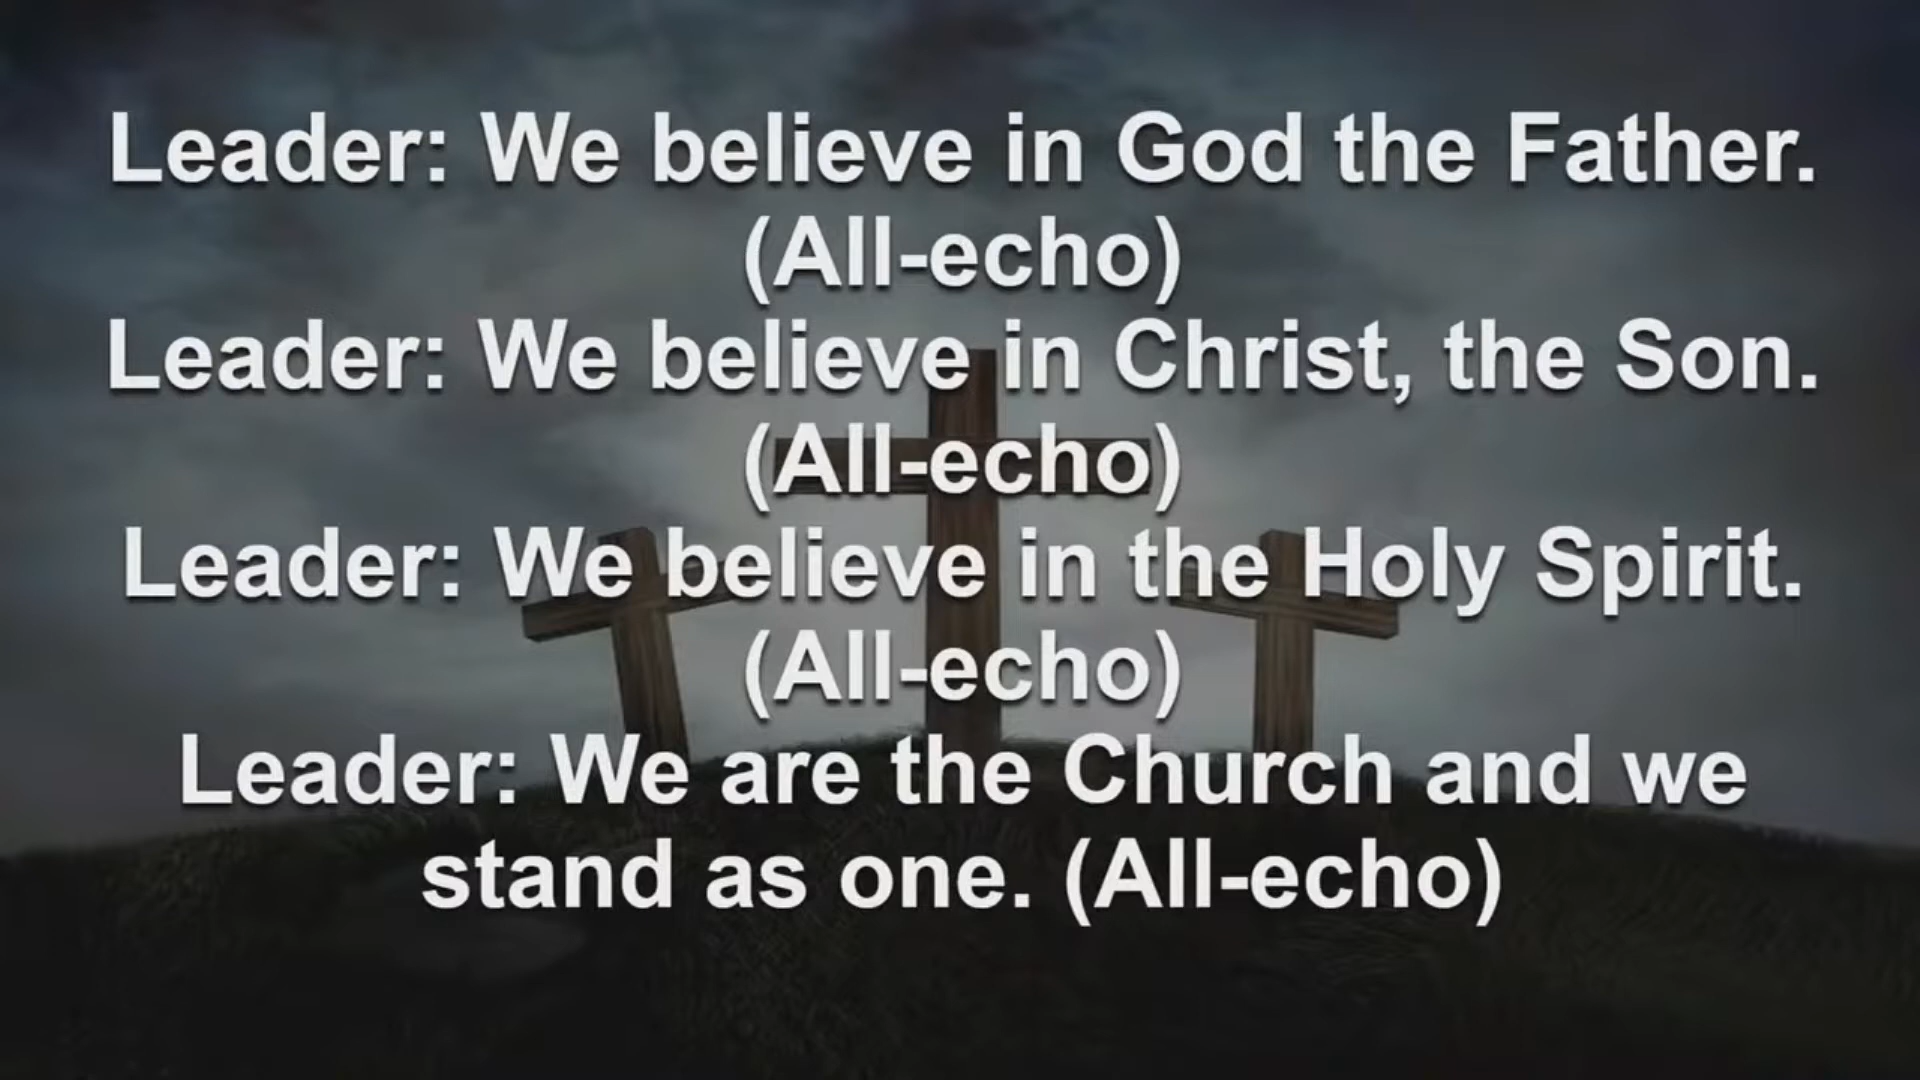 Leader: We believe in God the Father.
(All-echo)
Leader: We believe in Christ, the Son.
(All-echo)
Leader: We believe in the Holy Spirit.
(All-echo)
Leader: We are the Church and we
stand as one. (All-echo)